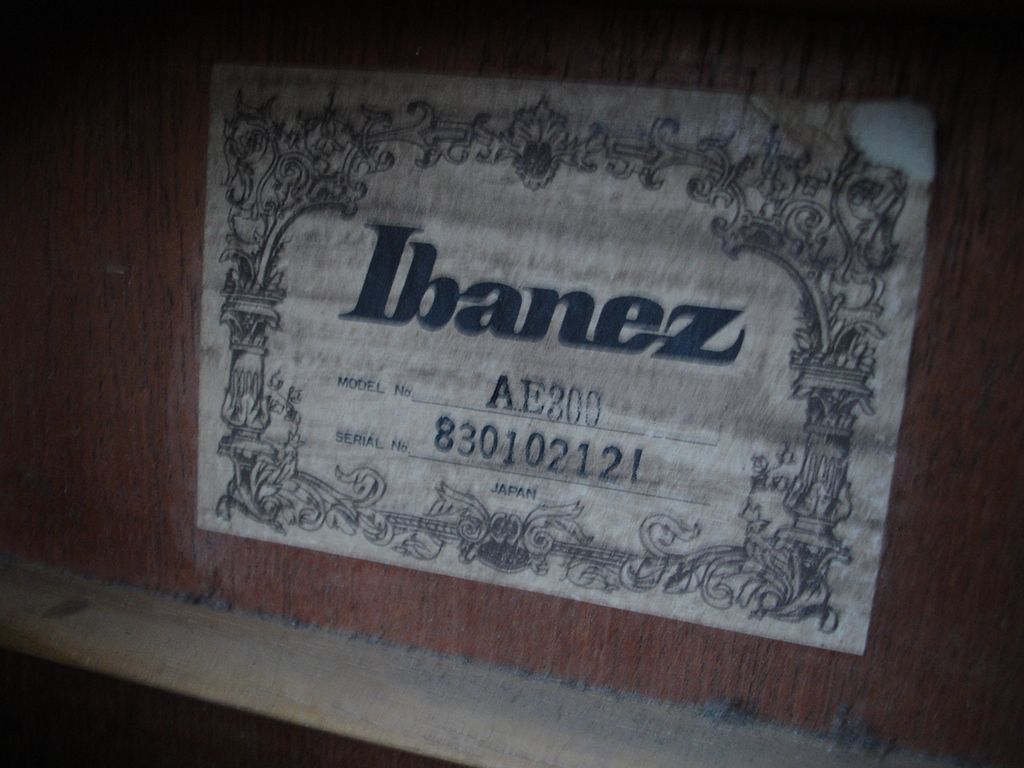 Ibanez
MODEL No. AE300
SERIAL No. 830102121
JAPAN